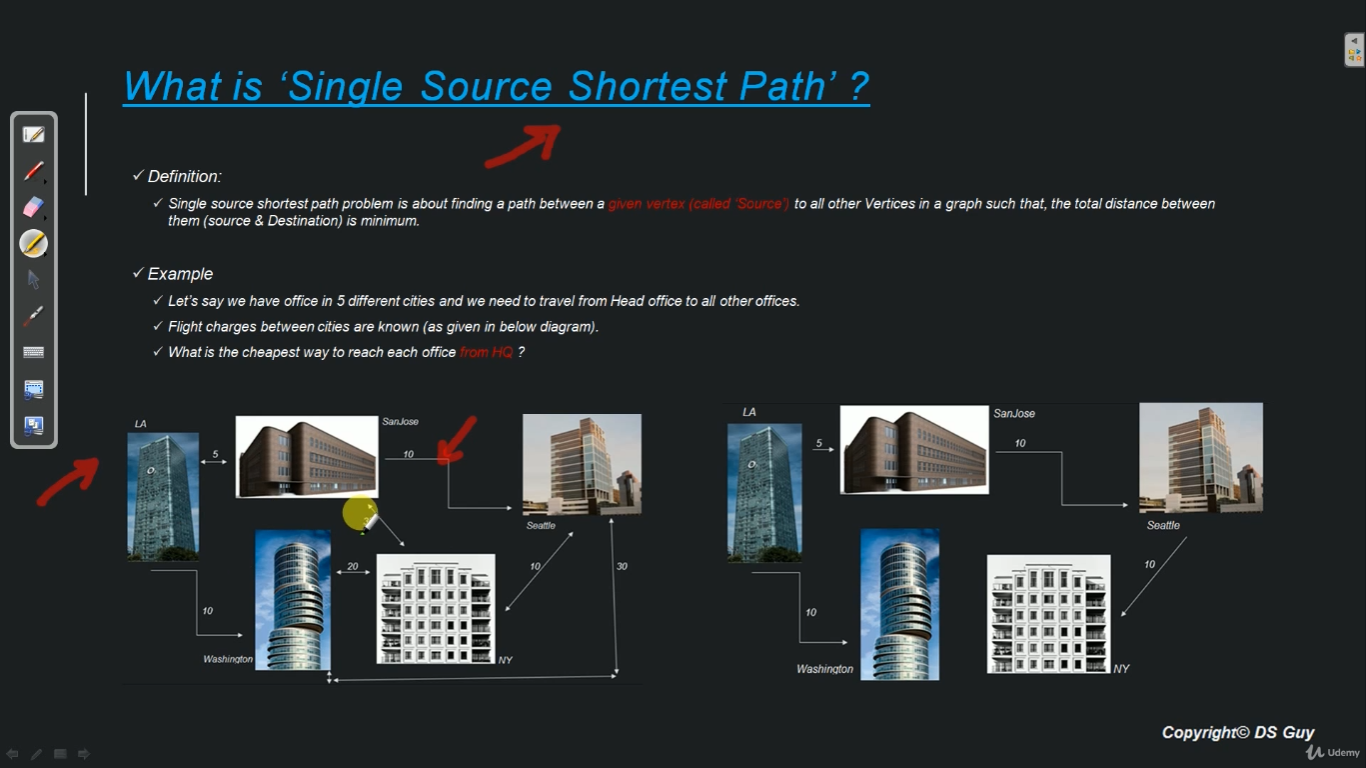 What is ‘Single Source Shortest Path’ ?
Definition:
Single source shortest path problem is about finding a path between a given vertex (called ‘Source’) to all other Vertices in a graph such that, the total distance between
them (source & Destination) is minimum.
Example
Let’s say we have office in 5 different cities and we need to travel from Head office to all other offices.
Flight charges between cities are known (as given in below diagram).
What is the cheapest way to reach each office from HQ ?
LA
5
SanJose
10
Seattle
20
10
30
10
Washington
NY
LA
5
SanJose
10
Seattle
10
10
Washington
NY
Copyright© DS Guy
Udemy